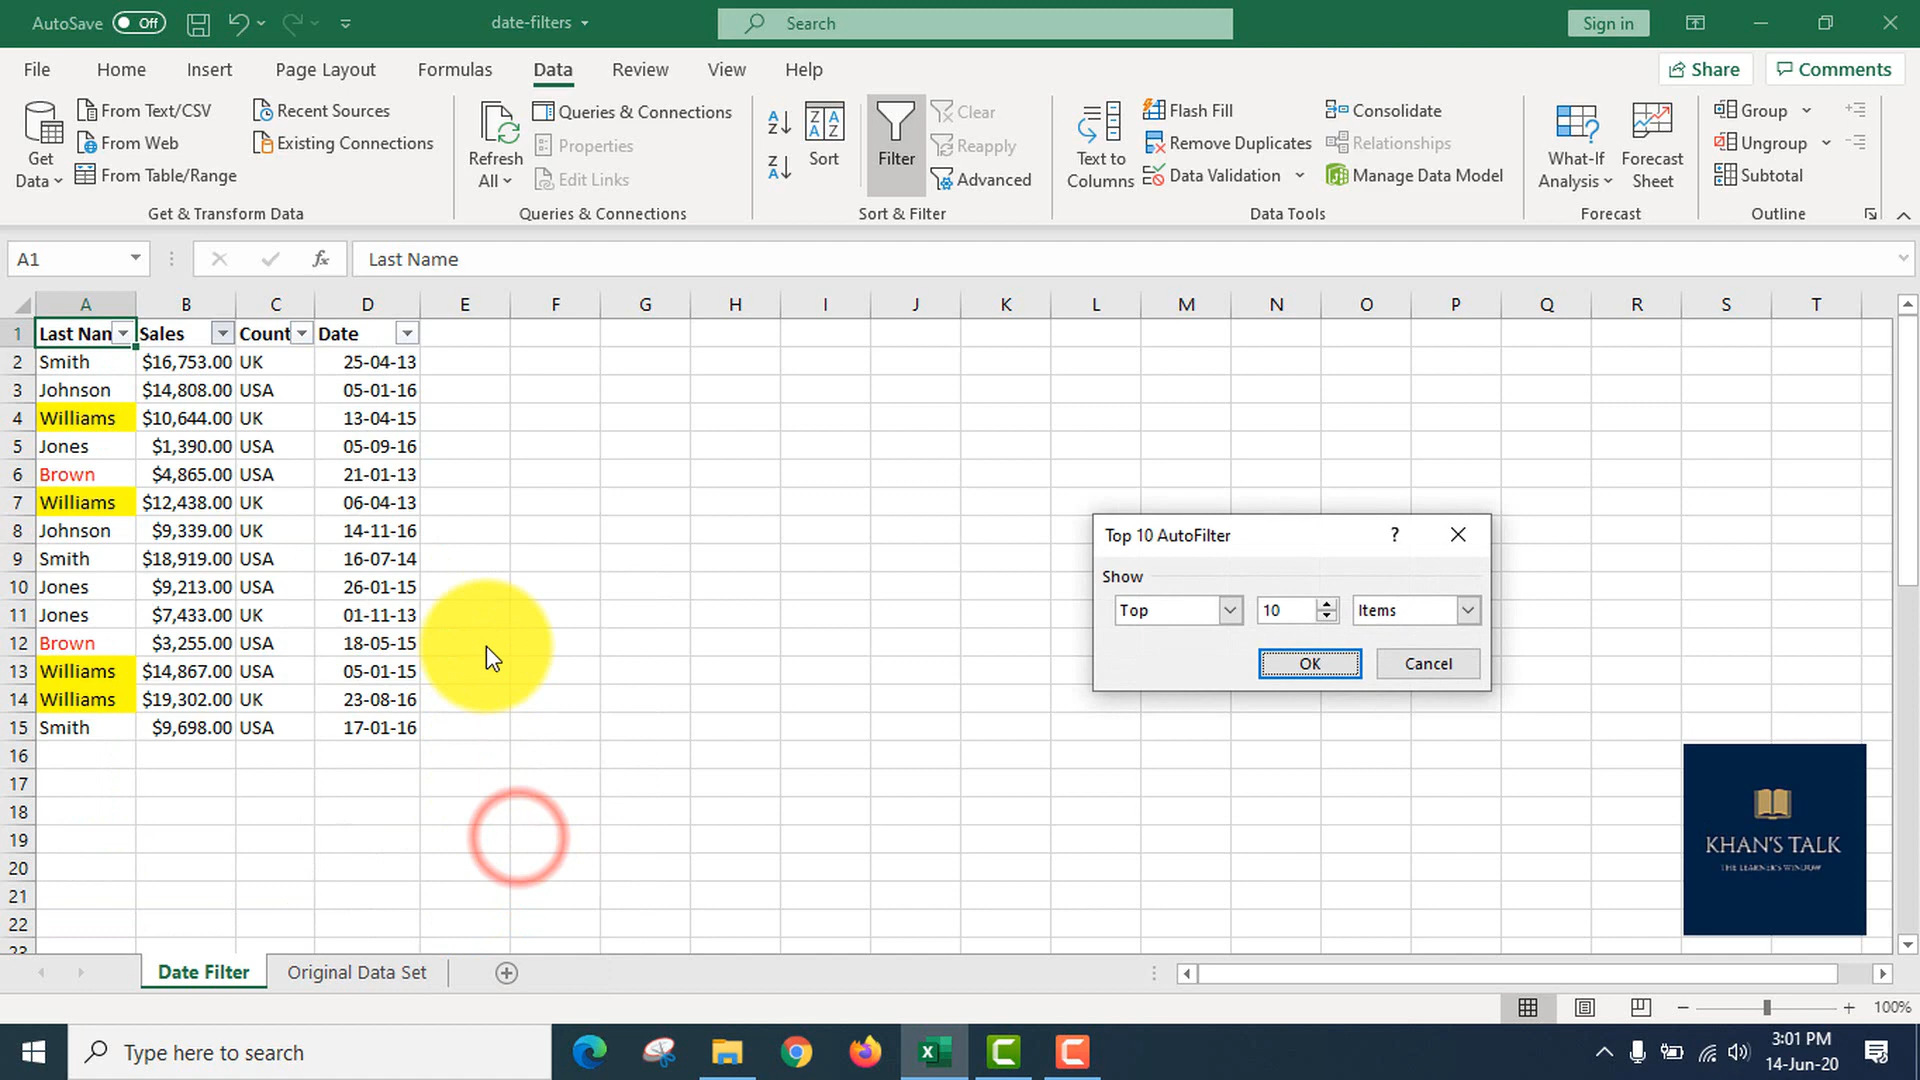 AutoSave Off date-filters Search Sign in
File Home Insert Page Layout Formulas Data Review View Help Share Comments
Get Data
From Text/CSV
From Web
From Table/Range
Recent Sources
Existing Connections
Get & Transform Data
Refresh All
Queries & Connections
Properties
Edit Links
Queries & Connections
Sort
Filter
Clear
Reapply
Advanced
Sort & Filter
Text to Columns
Flash Fill
Remove Duplicates
Data Validation
Consolidate
Relationships
Manage Data Model
Data Tools
What-If Analysis
Forecast Sheet
Forecast
Group
Ungroup
Subtotal
Outline
A1 fx Last Name
A B C D E F G H I J K L M N O P Q R S T
1 Last Nan Sales Count Date
2 Smith $16,753.00 UK 25-04-13
3 Johnson $14,808.00 USA 05-01-16
4 Williams $10,644.00 UK 13-04-15
5 Jones $1,390.00 USA 05-09-16
6 Brown $4,865.00 USA 21-01-13
7 Williams $12,438.00 UK 06-04-13
8 Johnson $9,339.00 UK 14-11-16
9 Smith $18,919.00 USA 16-07-14
10 Jones $9,213.00 USA 26-01-15
11 Jones $7,433.00 UK 01-11-13
12 Brown $3,255.00 USA 18-05-15
13 Williams $14,867.00 USA 05-01-15
14 Williams $19,302.00 UK 23-08-16
15 Smith $9,698.00 USA 17-01-16
16
17
18
19
20
21
22
23
Top 10 AutoFilter ?
Show
Top 10 Items
OK Cancel
KHAN'S TALK
THE LEARNER'S WINDOW
Date Filter Original Data Set
100%
Type here to search
3:01 PM
14-Jun-20